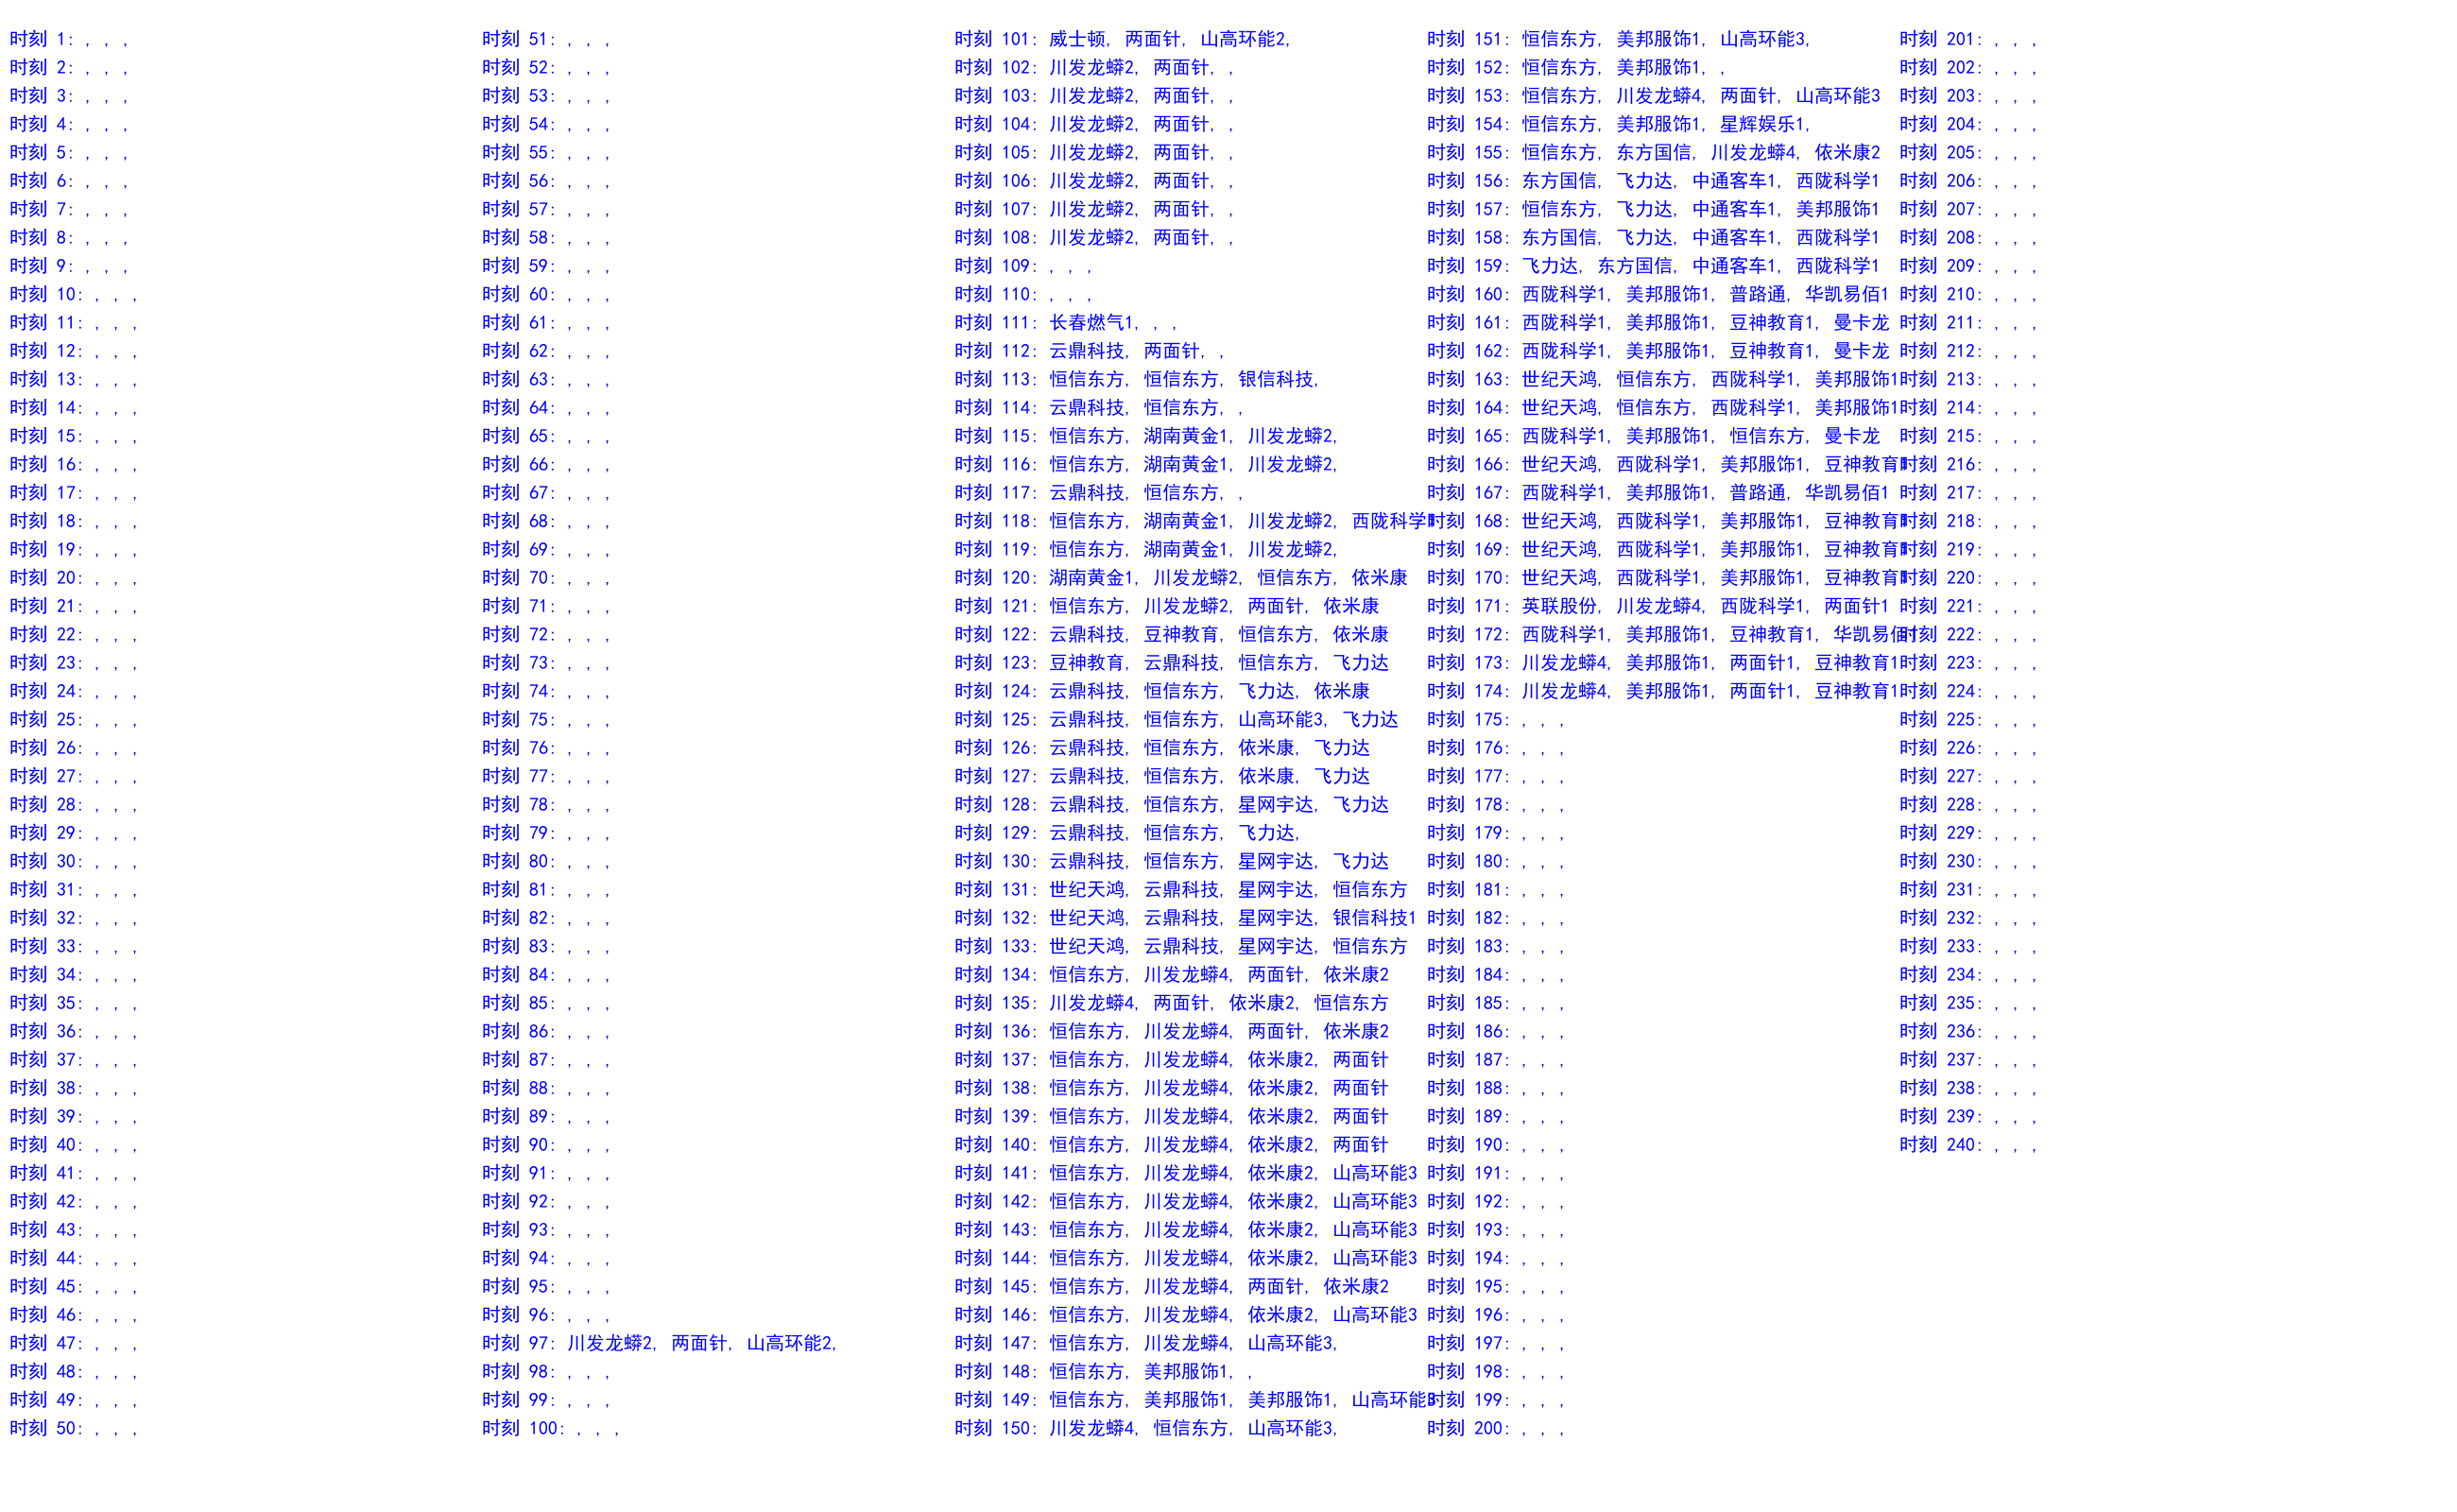 时刻 1: , , ,
时刻 2: , , ,
时刻 3: , , ,
时刻 4: , , ,
时刻 5: , , ,
时刻 6: , , ,
时刻 7: , , ,
时刻 8: , , ,
时刻 9: , , ,
时刻 10: , , ,
时刻 11: , , ,
时刻 12: , , ,
时刻 13: , , ,
时刻 14: , , ,
时刻 15: , , ,
时刻 16: , , ,
时刻 17: , , ,
时刻 18: , , ,
时刻 19: , , ,
时刻 20: , , ,
时刻 21: , , ,
时刻 22: , , ,
时刻 23: , , ,
时刻 24: , , ,
时刻 25: , , ,
时刻 26: , , ,
时刻 27: , , ,
时刻 28: , , ,
时刻 29: , , ,
时刻 30: , , ,
时刻 31: , , ,
时刻 32: , , ,
时刻 33: , , ,
时刻 34: , , ,
时刻 35: , , ,
时刻 36: , , ,
时刻 37: , , ,
时刻 38: , , ,
时刻 39: , , ,
时刻 40: , , ,
时刻 41: , , ,
时刻 42: , , ,
时刻 43: , , ,
时刻 44: , , ,
时刻 45: , , ,
时刻 46: , , ,
时刻 47: , , ,
时刻 48: , , ,
时刻 49: , , ,
时刻 50: , , ,
时刻 51: , , ,
时刻 52: , , ,
时刻 53: , , ,
时刻 54: , , ,
时刻 55: , , ,
时刻 56: , , ,
时刻 57: , , ,
时刻 58: , , ,
时刻 59: , , ,
时刻 60: , , ,
时刻 61: , , ,
时刻 62: , , ,
时刻 63: , , ,
时刻 64: , , ,
时刻 65: , , ,
时刻 66: , , ,
时刻 67: , , ,
时刻 68: , , ,
时刻 69: , , ,
时刻 70: , , ,
时刻 71: , , ,
时刻 72: , , ,
时刻 73: , , ,
时刻 74: , , ,
时刻 75: , , ,
时刻 76: , , ,
时刻 77: , , ,
时刻 78: , , ,
时刻 79: , , ,
时刻 80: , , ,
时刻 81: , , ,
时刻 82: , , ,
时刻 83: , , ,
时刻 84: , , ,
时刻 85: , , ,
时刻 86: , , ,
时刻 87: , , ,
时刻 88: , , ,
时刻 89: , , ,
时刻 90: , , ,
时刻 91: , , ,
时刻 92: , , ,
时刻 93: , , ,
时刻 94: , , ,
时刻 95: , , ,
时刻 96: , , ,
时刻 97: 川发龙蟒2, 两面针, 山高环能2,
时刻 98: , , ,
时刻 99: , , ,
时刻 100: , , ,
时刻 101: 威士顿, 两面针, 山高环能2,
时刻 102: 川发龙蟒2, 两面针, ,
时刻 103: 川发龙蟒2, 两面针, ,
时刻 104: 川发龙蟒2, 两面针, ,
时刻 105: 川发龙蟒2, 两面针, ,
时刻 106: 川发龙蟒2, 两面针, ,
时刻 107: 川发龙蟒2, 两面针, ,
时刻 108: 川发龙蟒2, 两面针, ,
时刻 109: , , ,
时刻 110: , , ,
时刻 111: 长春燃气1, , ,
时刻 112: 云鼎科技, 两面针, ,
时刻 113: 恒信东方, 恒信东方, 银信科技,
时刻 114: 云鼎科技, 恒信东方, ,
时刻 115: 恒信东方, 湖南黄金1, 川发龙蟒2,
时刻 116: 恒信东方, 湖南黄金1, 川发龙蟒2,
时刻 117: 云鼎科技, 恒信东方, ,
时刻 118: 恒信东方, 湖南黄金1, 川发龙蟒2, 西陇科学
时刻 119: 恒信东方, 湖南黄金1, 川发龙蟒2,
时刻 120: 湖南黄金1, 川发龙蟒2, 恒信东方, 依米康
时刻 121: 恒信东方, 川发龙蟒2, 两面针, 依米康
时刻 122: 云鼎科技, 豆神教育, 恒信东方, 依米康
时刻 123: 豆神教育, 云鼎科技, 恒信东方, 飞力达
时刻 124: 云鼎科技, 恒信东方, 飞力达, 依米康
时刻 125: 云鼎科技, 恒信东方, 山高环能3, 飞力达
时刻 126: 云鼎科技, 恒信东方, 依米康, 飞力达
时刻 127: 云鼎科技, 恒信东方, 依米康, 飞力达
时刻 128: 云鼎科技, 恒信东方, 星网宇达, 飞力达
时刻 129: 云鼎科技, 恒信东方, 飞力达,
时刻 130: 云鼎科技, 恒信东方, 星网宇达, 飞力达
时刻 131: 世纪天鸿, 云鼎科技, 星网宇达, 恒信东方
时刻 132: 世纪天鸿, 云鼎科技, 星网宇达, 银信科技1
时刻 133: 世纪天鸿, 云鼎科技, 星网宇达, 恒信东方
时刻 134: 恒信东方, 川发龙蟒4, 两面针, 依米康2
时刻 135: 川发龙蟒4, 两面针, 依米康2, 恒信东方
时刻 136: 恒信东方, 川发龙蟒4, 两面针, 依米康2
时刻 137: 恒信东方, 川发龙蟒4, 依米康2, 两面针
时刻 138: 恒信东方, 川发龙蟒4, 依米康2, 两面针
时刻 139: 恒信东方, 川发龙蟒4, 依米康2, 两面针
时刻 140: 恒信东方, 川发龙蟒4, 依米康2, 两面针
时刻 141: 恒信东方, 川发龙蟒4, 依米康2, 山高环能3
时刻 142: 恒信东方, 川发龙蟒4, 依米康2, 山高环能3
时刻 143: 恒信东方, 川发龙蟒4, 依米康2, 山高环能3
时刻 144: 恒信东方, 川发龙蟒4, 依米康2, 山高环能3
时刻 145: 恒信东方, 川发龙蟒4, 两面针, 依米康2
时刻 146: 恒信东方, 川发龙蟒4, 依米康2, 山高环能3
时刻 147: 恒信东方, 川发龙蟒4, 山高环能3,
时刻 148: 恒信东方, 美邦服饰1, ,
时刻 149: 恒信东方, 美邦服饰1, 美邦服饰1, 山高环能
时刻 150: 川发龙蟒4, 恒信东方, 山高环能3,
时刻 151: 恒信东方, 美邦服饰1, 山高环能3,
时刻 152: 恒信东方, 美邦服饰1, ,
时刻 153: 恒信东方, 川发龙蟒4, 两面针, 山高环能3
时刻 154: 恒信东方, 美邦服饰1, 星辉娱乐1,
时刻 155: 恒信东方, 东方国信, 川发龙蟒4, 依米康2
时刻 156: 东方国信, 飞力达, 中通客车1, 西陇科学1
时刻 157: 恒信东方, 飞力达, 中通客车1, 美邦服饰1
时刻 158: 东方国信, 飞力达, 中通客车1, 西陇科学1
时刻 159: 飞力达, 东方国信, 中通客车1, 西陇科学1
时刻 160: 西陇科学1, 美邦服饰1, 普路通, 华凯易佰1
时刻 161: 西陇科学1, 美邦服饰1, 豆神教育1, 曼卡龙
时刻 162: 西陇科学1, 美邦服饰1, 豆神教育1, 曼卡龙
时刻 163: 世纪天鸿, 恒信东方, 西陇科学1, 美邦服饰1
时刻 164: 世纪天鸿, 恒信东方, 西陇科学1, 美邦服饰1
时刻 165: 西陇科学1, 美邦服饰1, 恒信东方, 曼卡龙
时刻 166: 世纪天鸿, 西陇科学1, 美邦服饰1, 豆神教育
时刻 167: 西陇科学1, 美邦服饰1, 普路通, 华凯易佰1
时刻 168: 世纪天鸿, 西陇科学1, 美邦服饰1, 豆神教育
时刻 169: 世纪天鸿, 西陇科学1, 美邦服饰1, 豆神教育
时刻 170: 世纪天鸿, 西陇科学1, 美邦服饰1, 豆神教育
时刻 171: 英联股份, 川发龙蟒4, 西陇科学1, 两面针1
时刻 172: 西陇科学1, 美邦服饰1, 豆神教育1, 华凯易佰
时刻 173: 川发龙蟒4, 美邦服饰1, 两面针1, 豆神教育1
时刻 174: 川发龙蟒4, 美邦服饰1, 两面针1, 豆神教育1
时刻 175: , , ,
时刻 176: , , ,
时刻 177: , , ,
时刻 178: , , ,
时刻 179: , , ,
时刻 180: , , ,
时刻 181: , , ,
时刻 182: , , ,
时刻 183: , , ,
时刻 184: , , ,
时刻 185: , , ,
时刻 186: , , ,
时刻 187: , , ,
时刻 188: , , ,
时刻 189: , , ,
时刻 190: , , ,
时刻 191: , , ,
时刻 192: , , ,
时刻 193: , , ,
时刻 194: , , ,
时刻 195: , , ,
时刻 196: , , ,
时刻 197: , , ,
时刻 198: , , ,
时刻 199: , , ,
时刻 200: , , ,
时刻 201: , , ,
时刻 202: , , ,
时刻 203: , , ,
时刻 204: , , ,
时刻 205: , , ,
时刻 206: , , ,
时刻 207: , , ,
时刻 208: , , ,
时刻 209: , , ,
时刻 210: , , ,
时刻 211: , , ,
时刻 212: , , ,
时刻 213: , , ,
时刻 214: , , ,
时刻 215: , , ,
时刻 216: , , ,
时刻 217: , , ,
时刻 218: , , ,
时刻 219: , , ,
时刻 220: , , ,
时刻 221: , , ,
时刻 222: , , ,
时刻 223: , , ,
时刻 224: , , ,
时刻 225: , , ,
时刻 226: , , ,
时刻 227: , , ,
时刻 228: , , ,
时刻 229: , , ,
时刻 230: , , ,
时刻 231: , , ,
时刻 232: , , ,
时刻 233: , , ,
时刻 234: , , ,
时刻 235: , , ,
时刻 236: , , ,
时刻 237: , , ,
时刻 238: , , ,
时刻 239: , , ,
时刻 240: , , ,